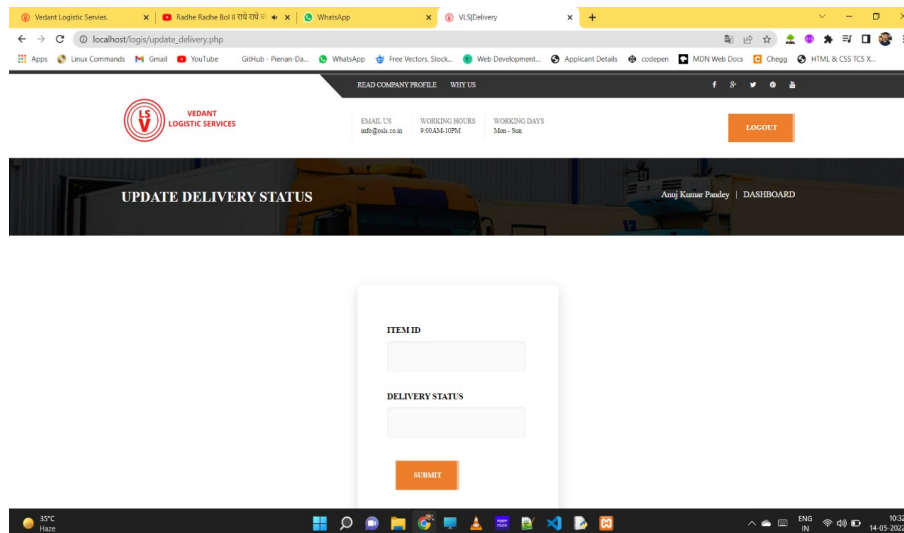 Vedant Logistic Servies.
Radhe Radhe Bol II राधे राधे
WhatsApp
VLS|Delivery
localhost/logis/update_delivery.php
Apps
Linux Commands
Gmail
YouTube
GitHub - Pierian-Da...
WhatsApp
Free Vectors, Stock...
Web Development...
Applicant Details
codepen
MDN Web Docs
Chegg
HTML & CSS TCS X...
READ COMPANY PROFILE WHY US
LS
V
VEDANT
LOGISTIC SERVICES
EMAIL US
info@osls.co.in
WORKING HOURS
9:00AM-10PM
WORKING DAYS
Mon - Sun
LOGOUT
UPDATE DELIVERY STATUS
Anuj Kumar Pandey | DASHBOARD
ITEM ID
DELIVERY STATUS
SUBMIT
35°C
Haze
ENG
IN
10:32
14-05-2022